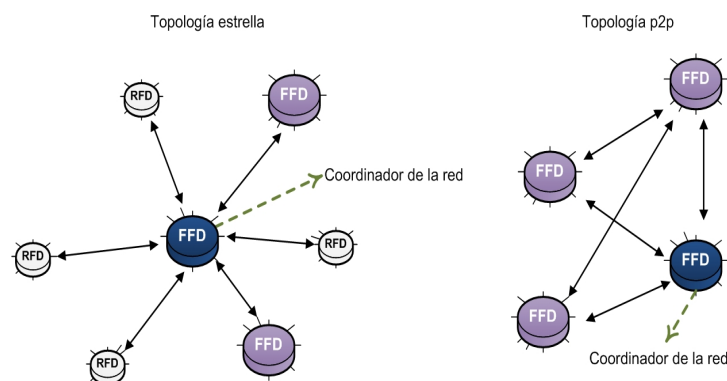 Topología estrella
Topología p2p
RFD
FFD
FFD
Coordinador de la red
FFD
FFD
RFD
RFD
FFD
FFD
FFD
RFD
FFD
Coordinador de la red